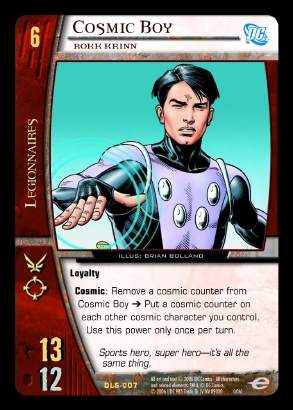 6
COSMIC BOY
ROKK KRINN
DC
LEGIONNAIRES
ILLUS: BRIAN BOLLAND
Loyalty
Cosmic: Remove a cosmic counter from
Cosmic Boy ➔ Put a cosmic counter on
each other cosmic character you control.
Use this power only once per turn.
Sports hero, super hero—it's all the
same thing.
13
12
DLS-007